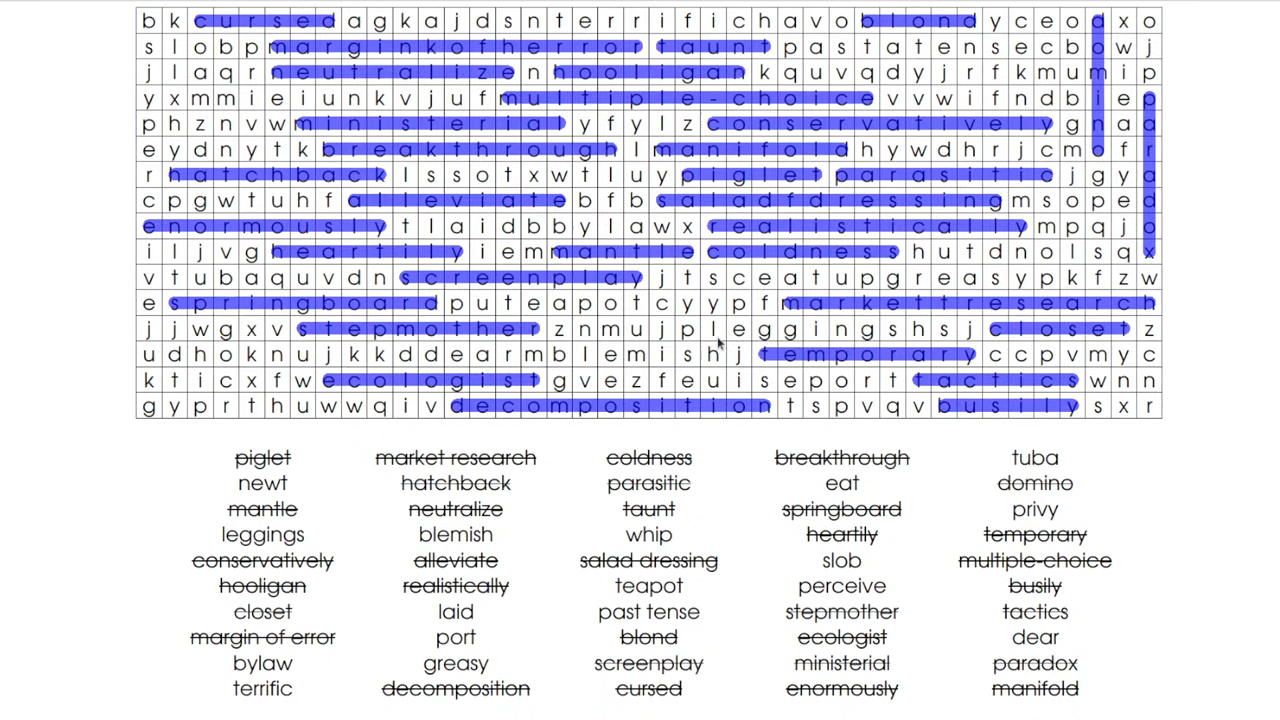 b k c u r s e d a g k a j d s n t e r r i f i c h a v o b l o n d y c e o d x o
s l o b p m a r g i n k o f h e r r o r t a u n t p a s t a t e n s e c b o w j
j l a q r n e u t r a l i z e n h o o l i g a n k q u v q d y j r f k m u m i p
y x m m i e i u n k v j u f m u l t i p l e - c h o i c e v v w i f n d b i e p
p h z n v w m i n i s t e r i a l y f y l z c o n s e r v a t i v e l y g n a a
e y d n y t k b r e a k t h r o u g h l m a n i f o l d h y w d h r j c m o f r
r h a t c h b a c k l s s o t x w t l u y p i g l e t p a r a s i t i c j g y a
c p g w t u h f a l l e v i a t e b f b s a l a d f d r e s s i n g m s o p e d
e n o r m o u s l y t l a i d b b y l a w x r e a l i s t i c a l l y m p q j o
i l j v g h e a r t i l y i e m m a n t l e c o l d n e s s h u t d n o l s q x
v t u b a q u v d n s c r e e n p l a y j t s c e a t u p g r e a s y p k f z w
e s p r i n g b o a r d p u t e a p o t c y y p f m a r k e t t r e s e a r c h
j j w g x v s t e p m o t h e r z n m u j p l e g g i n g s h s j c l o s e t z
u d h o k n u j k k d d e a r m b l e m i s h j t e m p o r a r y c c p v m y c
k t i c x f w e c o l o g i s t g v e z f e u i s e p o r t t a c t i c s w n n
g y p r t h u w w q i v d e c o m p o s i t i o n t s p v q v b u s i l y s x r
piglet market research coldness breakthrough tuba
newt hatchback parasitic eat domino
mantle neutralize taunt springboard privy
leggings blemish whip heartily temporary
conservatively alleviate salad dressing slob multiple-choice
hooligan realistically teapot perceive busily
closet laid past tense stepmother tactics
margin of error port blond ecologist dear
bylaw greasy screenplay ministerial paradox
terrific decomposition cursed enormously manifold